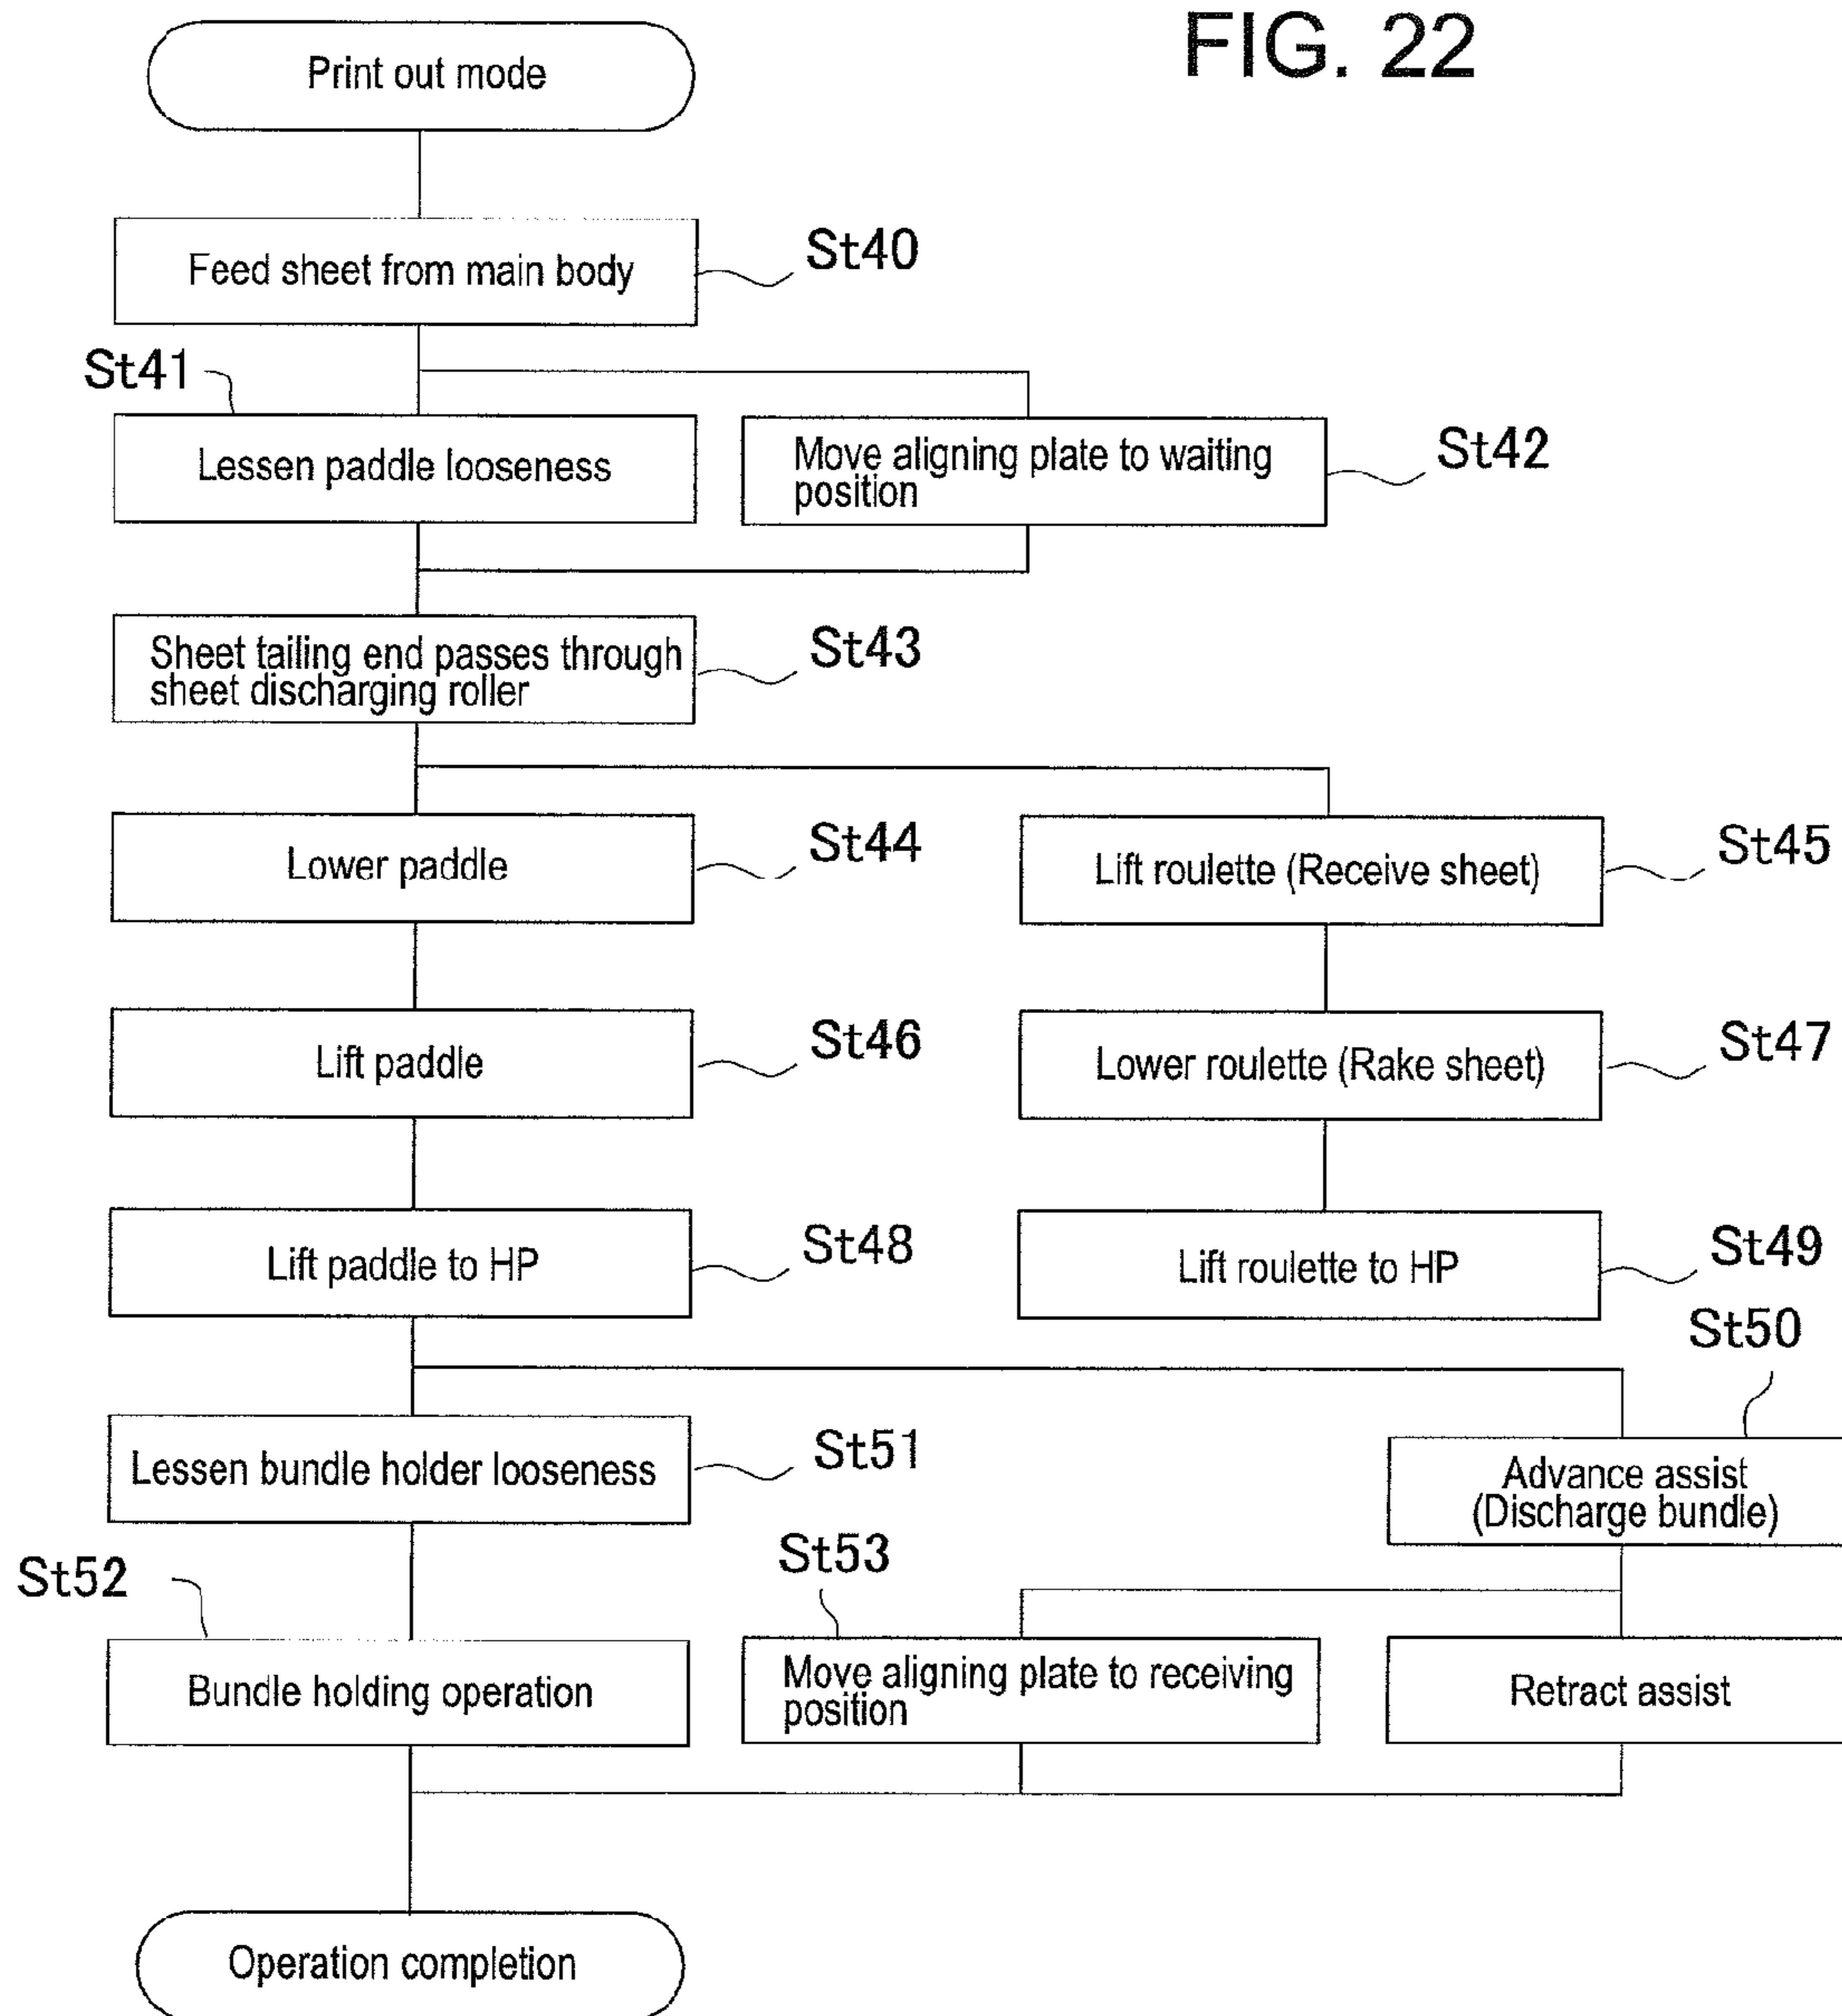 FIG. 22
Print out mode
Feed sheet from main body
St40
St41
Lessen paddle looseness
Move aligning plate to waiting
position
St42
Sheet tailing end passes through
sheet discharging roller
St43
Lower paddle
St44
Lift roulette (Receive sheet)
St45
Lift paddle
St46
Lower roulette (Rake sheet)
St47
Lift paddle to HP
St48
Lift roulette to HP
St49
St50
Lessen bundle holder looseness
St51
Advance assist
(Discharge bundle)
St52
St53
Bundle holding operation
Move aligning plate to receiving
position
Retract assist
Operation completion